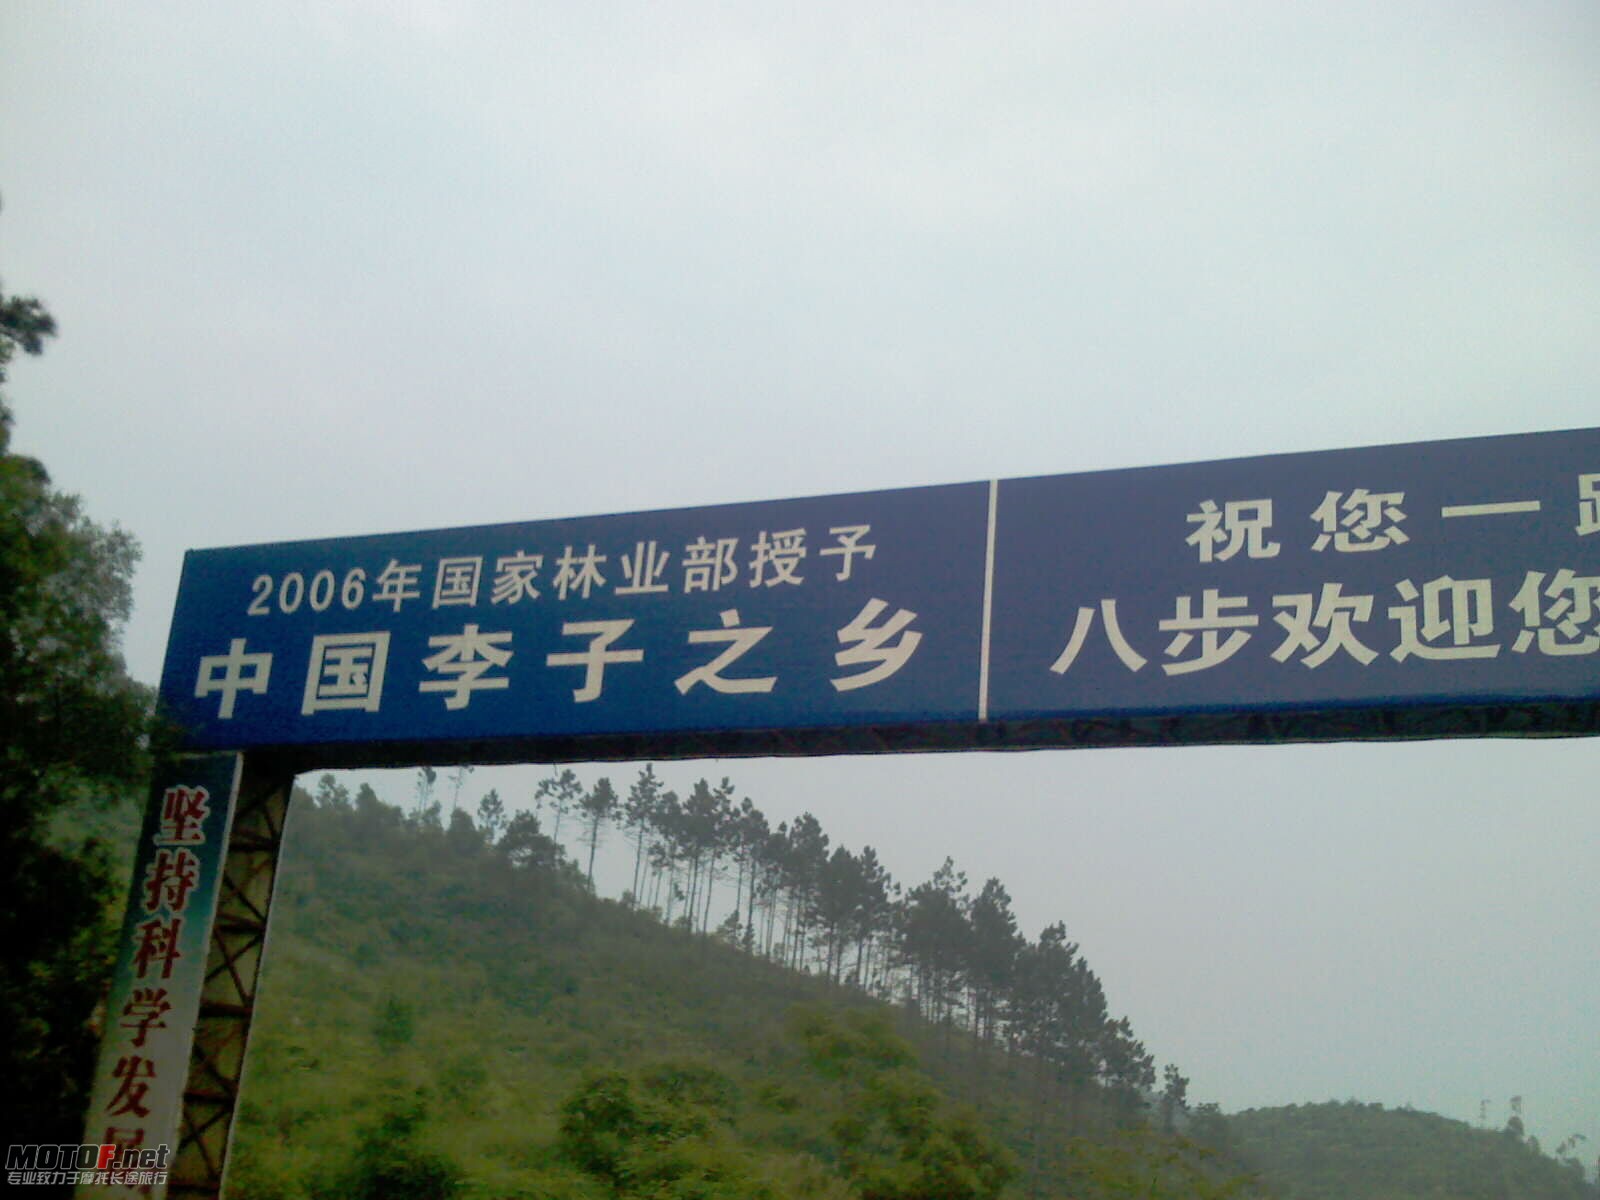 2006年国家林业部授予
中国李子之乡
祝您一
八步欢迎您
坚持科学发
MOTOF.net
专业致力于摩托长途旅行